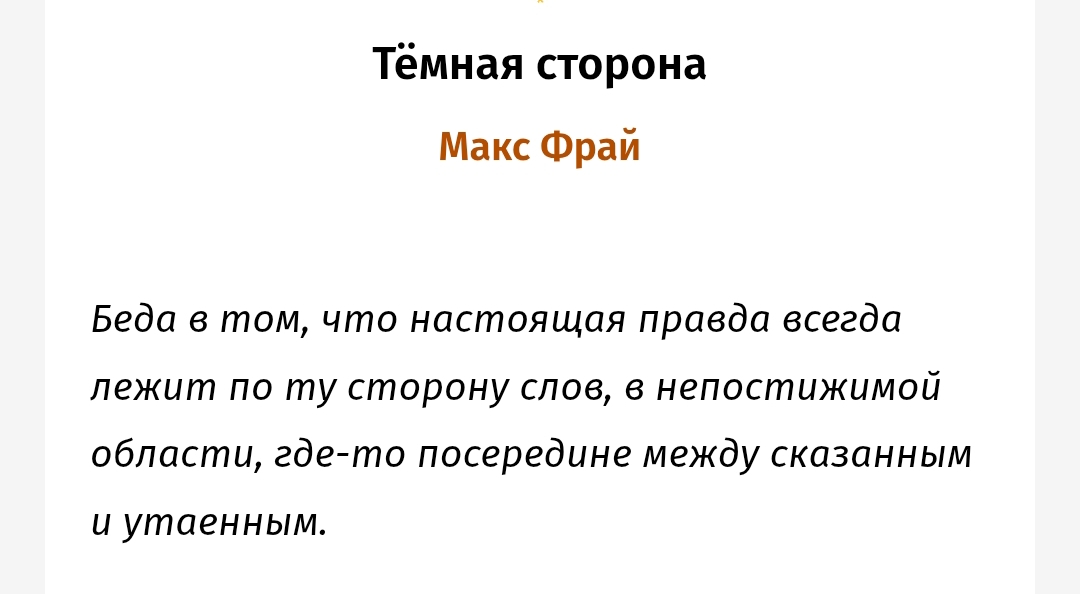 Тёмная сторона
Макс Фрай
Беда в том, что настоящая правда всегда
лежит по ту сторону слов, в непостижимой
области, где-то посередине между сказанным
и утаенным.